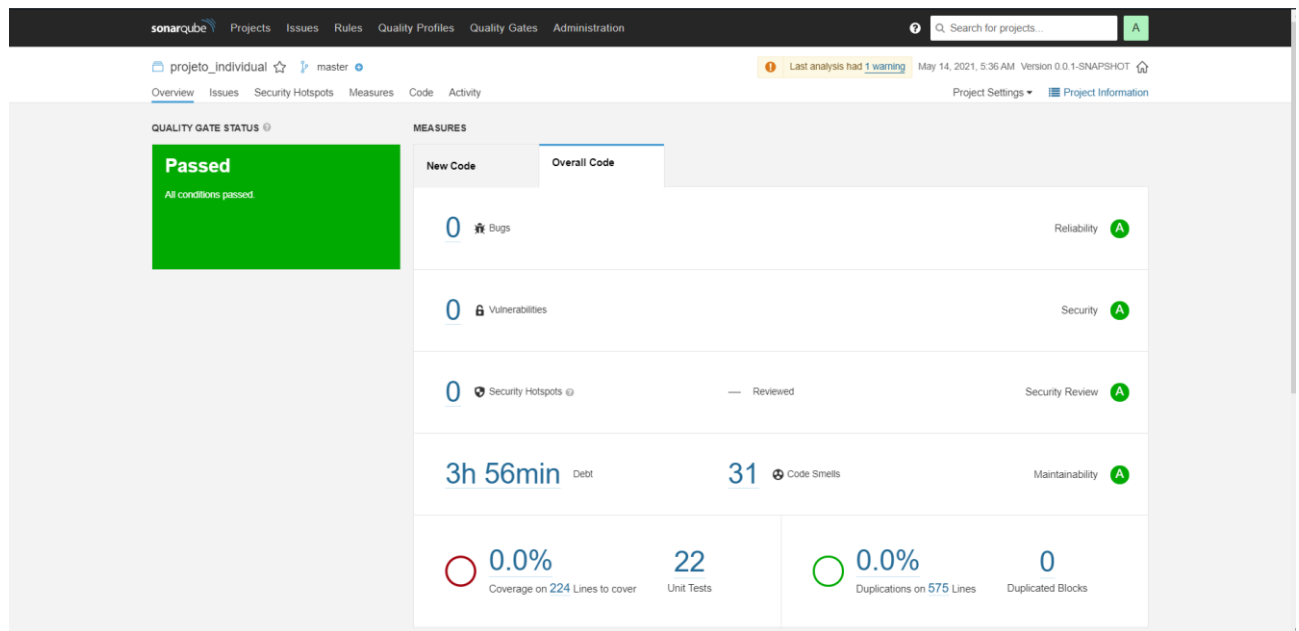 sonarqube Projects Issues Rules Quality Profiles Quality Gates Administration Search for projects... A
projeto_individual master Last analysis had 1 warning May 14, 2021, 5:36 AM Version 0.0.1-SNAPSHOT
Overview Issues Security Hotspots Measures Code Activity Project Settings Project Information
QUALITY GATE STATUS
Passed
All conditions passed.
MEASURES
New Code Overall Code
0 Bugs Reliability A
0 Vulnerabilities Security A
0 Security Hotspots — Reviewed Security Review A
3h 56min Debt 31 Code Smells Maintainability A
0.0% 22 0.0% 0
Coverage on 224 Lines to cover Unit Tests Duplications on 575 Lines Duplicated Blocks